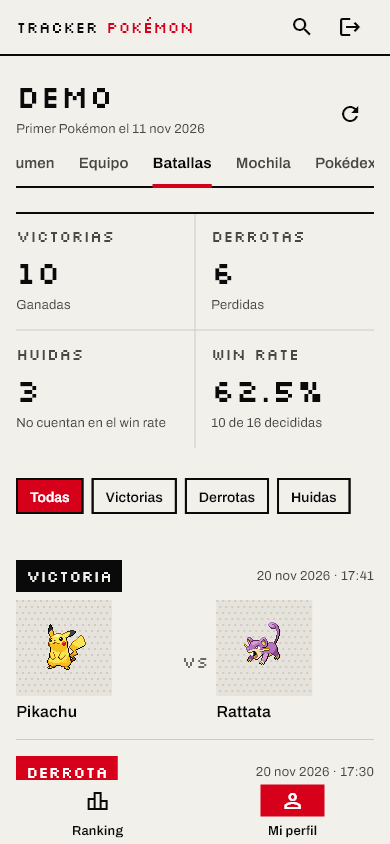 TRACKER POKÉMON
DEMO
Primer Pokémon el 11 nov 2026
umen Equipo Batallas Mochila Pokédex
VICTORIAS DERROTAS
10 6
Ganadas Perdidas
HUIDAS WIN RATE
3 62.5%
No cuentan en el win rate 10 de 16 decididas
Todas Victorias Derrotas Huidas
VICTORIA 20 nov 2026 · 17:41
VS
Pikachu Rattata
DERROTA 20 nov 2026 · 17:30
Ranking Mi perfil